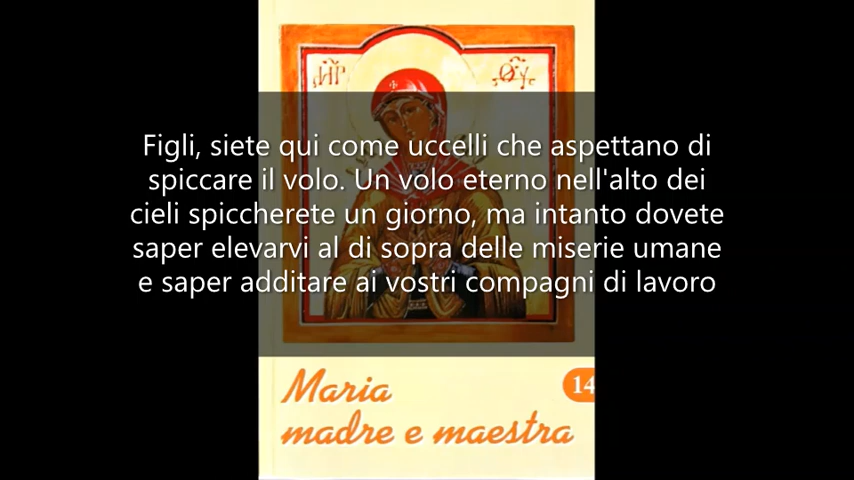 Figli, siete qui come uccelli che aspettano di
spiccare il volo. Un volo eterno nell'alto dei
cieli spiccherete un giorno, ma intanto dovete
saper elevarvi al di sopra delle miserie umane
e saper additare ai vostri compagni di lavoro
Maria
14
madre e maestra